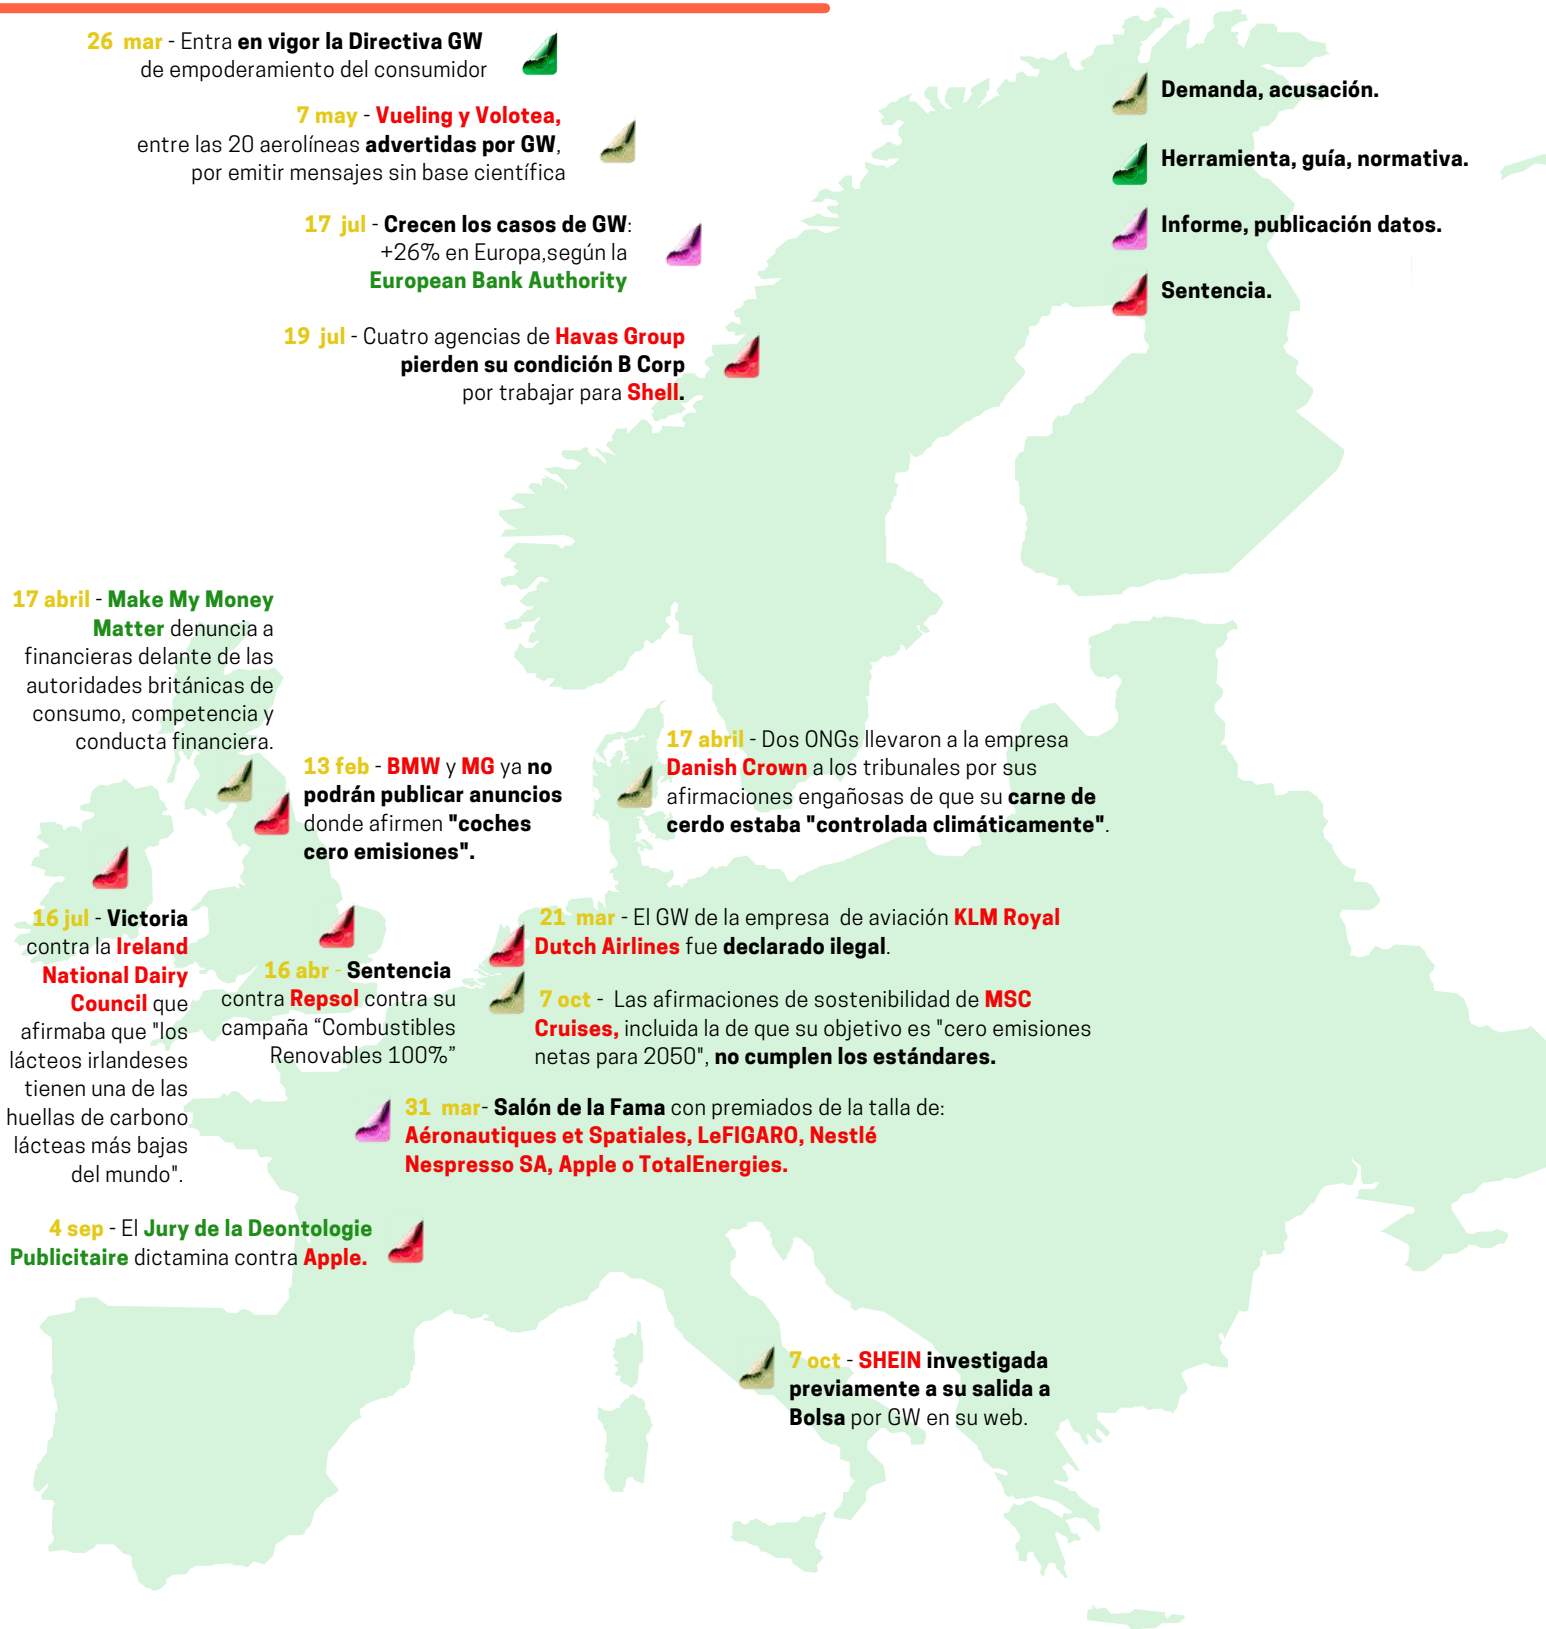 26 mar - Entra en vigor la Directiva GW
de empoderamiento del consumidor
7 may - Vueling y Volotea,
entre las 20 aerolíneas advertidas por GW,
por emitir mensajes sin base científica
17 jul - Crecen los casos de GW:
+26% en Europa,según la
European Bank Authority
19 jul - Cuatro agencias de Havas Group
pierden su condición B Corp
por trabajar para Shell.
Demanda, acusación.
Herramienta, guía, normativa.
Informe, publicación datos.
Sentencia.
17 abril - Make My Money
Matter denuncia a
financieras delante de las
autoridades británicas de
consumo, competencia y
conducta financiera.
13 feb - BMW y MG ya no
podrán publicar anuncios
donde afirmen "coches
cero emisiones".
17 abril - Dos ONGs llevaron a la empresa
Danish Crown a los tribunales por sus
afirmaciones engañosas de que su carne de
cerdo estaba "controlada climáticamente".
16 jul - Victoria
contra la Ireland
National Dairy
Council que
afirmaba que "los
lácteos irlandeses
tienen una de las
huellas de carbono
lácteas más bajas
del mundo".
16 abr - Sentencia
contra Repsol contra su
campaña “Combustibles
Renovables 100%”
21 mar - El GW de la empresa de aviación KLM Royal
Dutch Airlines fue declarado ilegal.
7 oct - Las afirmaciones de sostenibilidad de MSC
Cruises, incluida la de que su objetivo es "cero emisiones
netas para 2050", no cumplen los estándares.
31 mar- Salón de la Fama con premiados de la talla de:
Aéronautiques et Spatiales, LeFIGARO, Nestlé
Nespresso SA, Apple o TotalEnergies.
4 sep - El Jury de la Deontologie
Publicitaire dictamina contra Apple.
7 oct - SHEIN investigada
previamente a su salida a
Bolsa por GW en su web.